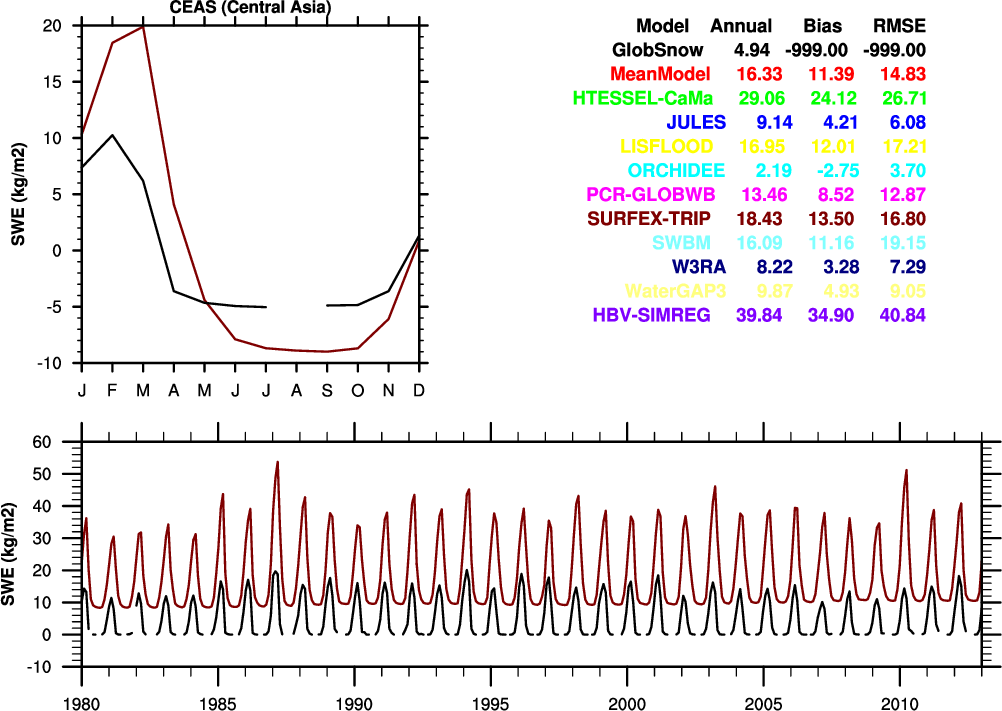 CEAS (Central Asia)
20
15
10
5
0
-5
-10
SWE (kg/m2)
J F M A M J J A S O N D
Model Annual Bias RMSE
GlobSnow 4.94 -999.00 -999.00
MeanModel 16.33 11.39 14.83
HTESSEL-CaMa 29.06 24.12 26.71
JULES 9.14 4.21 6.08
LISFLOOD 16.95 12.01 17.21
ORCHIDEE 2.19 -2.75 3.70
PCR-GLOBWB 13.46 8.52 12.87
SURFEX-TRIP 18.43 13.50 16.80
SWBM 16.09 11.16 19.15
W3RA 8.22 3.28 7.29
WaterGAP3 9.87 4.93 9.05
HBV-SIMREG 39.84 34.90 40.84
60
50
40
30
20
10
0
-10
SWE (kg/m2)
1980 1985 1990 1995 2000 2005 2010